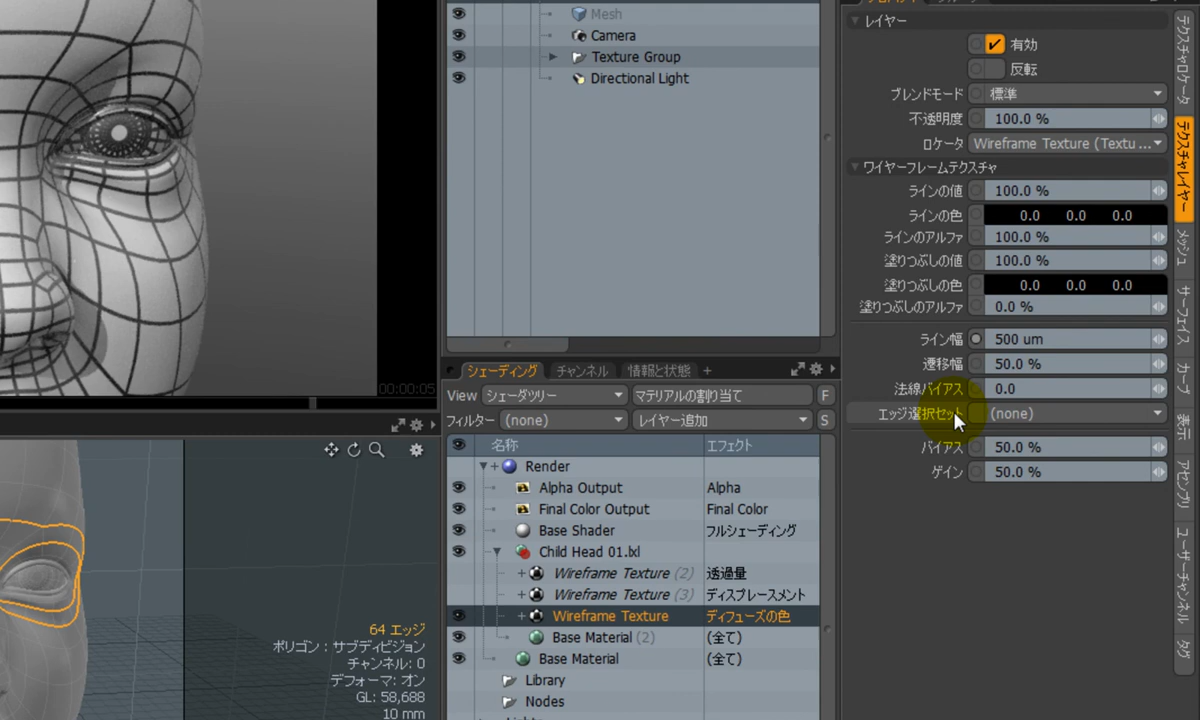 Mesh
Camera
Texture Group
Directional Light
00:00:05
64 エッジ
ポリゴン : サブディビジョン
チャンネル: 0
デフォーマ: オン
GL: 58,688
10 mm
シェーディング チャンネル 情報と状態 +
View シェーダツリー マテリアルの割り当て F
フィルター (none) レイヤー追加 S
名称 エフェクト
Render
Alpha Output Alpha
Final Color Output Final Color
Base Shader フルシェーディング
Child Head 01.lxl
Wireframe Texture (2) 透過量
Wireframe Texture (3) ディスプレースメント
Wireframe Texture ディフューズの色
Base Material (2) (全て)
Base Material (全て)
Library
Nodes
レイヤー
有効
反転
ブレンドモード 標準
不透明度 100.0 %
ロケータ Wireframe Texture (Textu ...
ワイヤーフレームテクスチャ
ラインの値 100.0 %
ラインの色 0.0 0.0 0.0
ラインのアルファ 100.0 %
塗りつぶしの値 100.0 %
塗りつぶしの色 0.0 0.0 0.0
塗りつぶしのアルファ 0.0 %
ライン幅 500 um
遷移幅 50.0 %
法線バイアス 0.0
エッジ選択セット (none)
バイアス 50.0 %
ゲイン 50.0 %
テクスチャロケータ
テクスチャレイヤー
メッシュ
サーフェイス
カーブ
表示
アセンブリ
ユーザーチャンネル
タグ